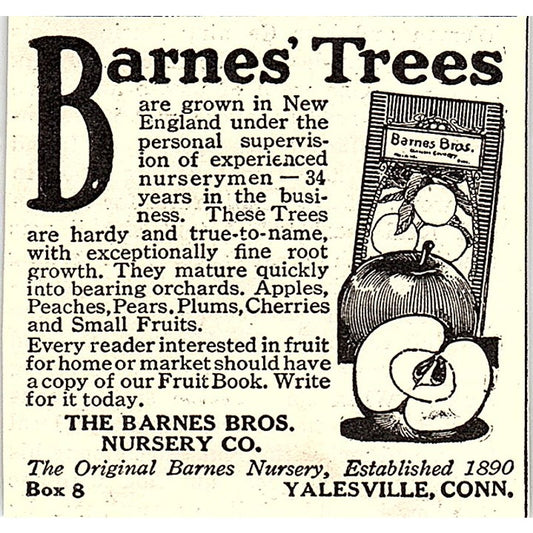 Barnes' Trees
are grown in New
England under the
personal supervis-
ion of experienced
nurserymen — 34
years in the busi-
ness. These Trees
are hardy and true-to-name,
with exceptionally fine root
growth. They mature quickly
into bearing orchards. Apples,
Peaches, Pears. Plums, Cherries
and Small Fruits.
Every reader interested in fruit
for home or market should have
a copy of our Fruit Book. Write
for it today.
THE BARNES BROS.
NURSERY CO.
The Original Barnes Nursery, Established 1890
Box 8 YALESVILLE, CONN.
Barnes Bros.